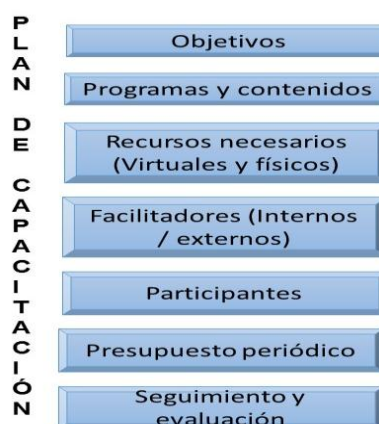 PLAN DE CAPACITACIÓN
Objetivos
Programas y contenidos
Recursos necesarios
(Virtuales y físicos)
Facilitadores (Internos
/ externos)
Participantes
Presupuesto periódico
Seguimiento y
evaluación